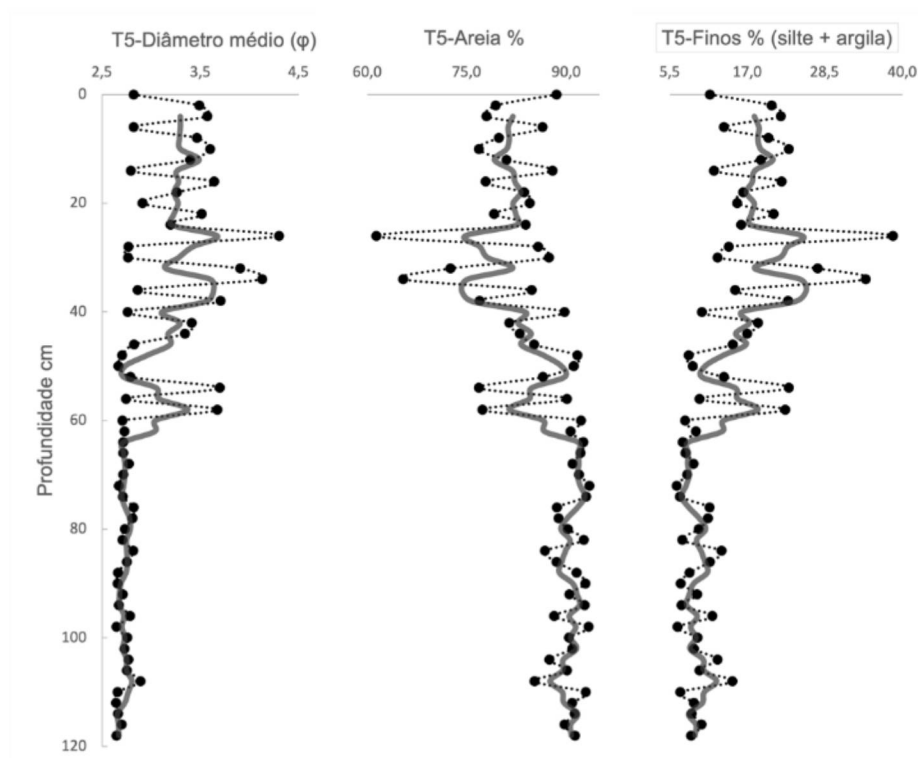 T5-Diâmetro médio (φ)
T5-Areia %
T5-Finos % (silte + argila)
2,5 3,5 4,5
60,0 75,0 90,0
5,5 17,0 28,5 40,0
0
20
40
60
80
100
120
Profundidade cm